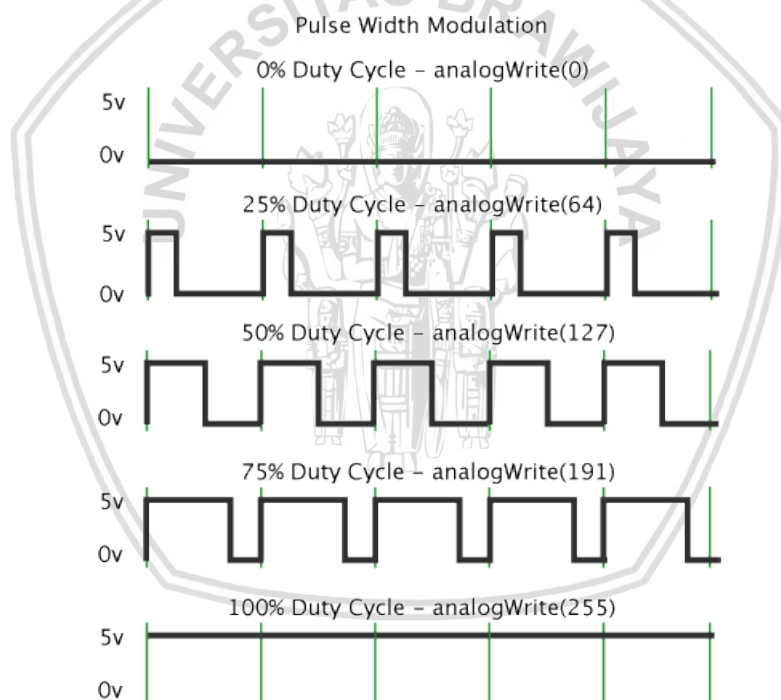 UNIVERSITAS BRAWIJAYA
Pulse Width Modulation
0% Duty Cycle – analogWrite(0)
5v
0v
25% Duty Cycle – analogWrite(64)
5v
0v
50% Duty Cycle – analogWrite(127)
5v
0v
75% Duty Cycle – analogWrite(191)
5v
0v
100% Duty Cycle – analogWrite(255)
5v
0v